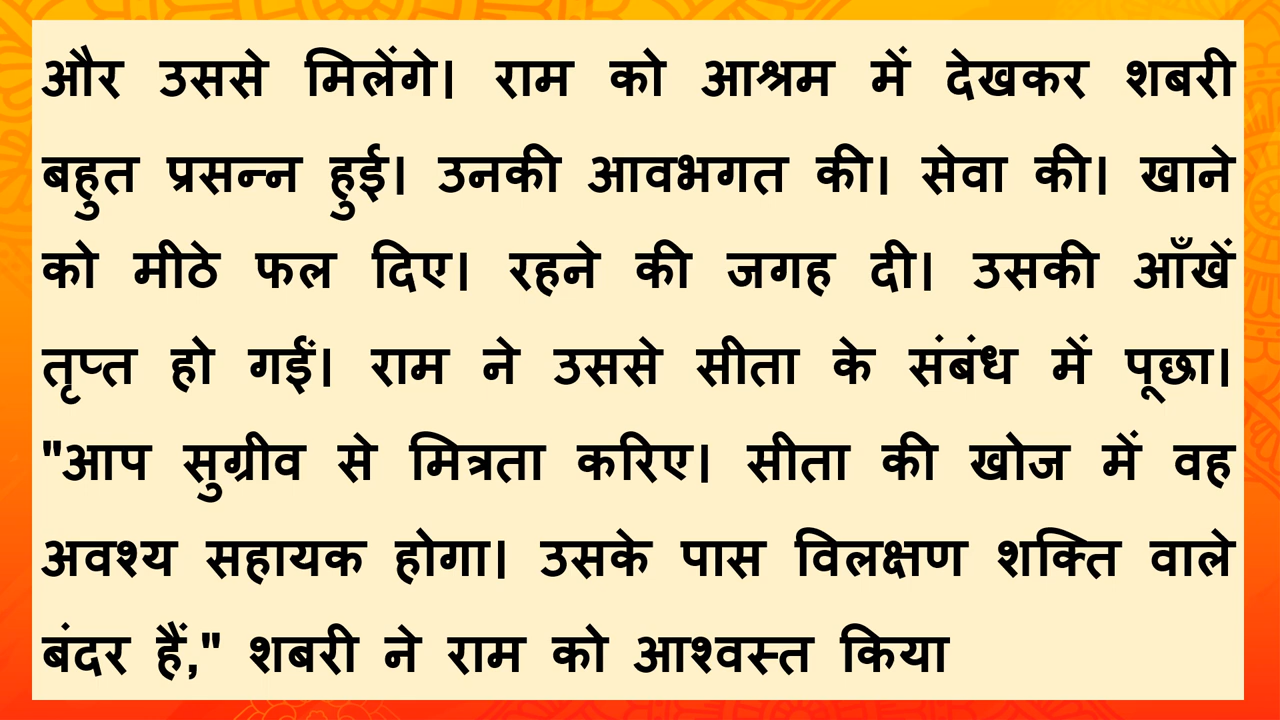 और उससे मिलेंगे। राम को आश्रम में देखकर शबरी
बहुत प्रसन्न हुई। उनकी आवभगत की। सेवा की। खाने
को मीठे फल दिए। रहने की जगह दी। उसकी आँखें
तृप्त हो गईं। राम ने उससे सीता के संबंध में पूछा।
"आप सुग्रीव से मित्रता करिए। सीता की खोज में वह
अवश्य सहायक होगा। उसके पास विलक्षण शक्ति वाले
बंदर हैं," शबरी ने राम को आश्वस्त किया